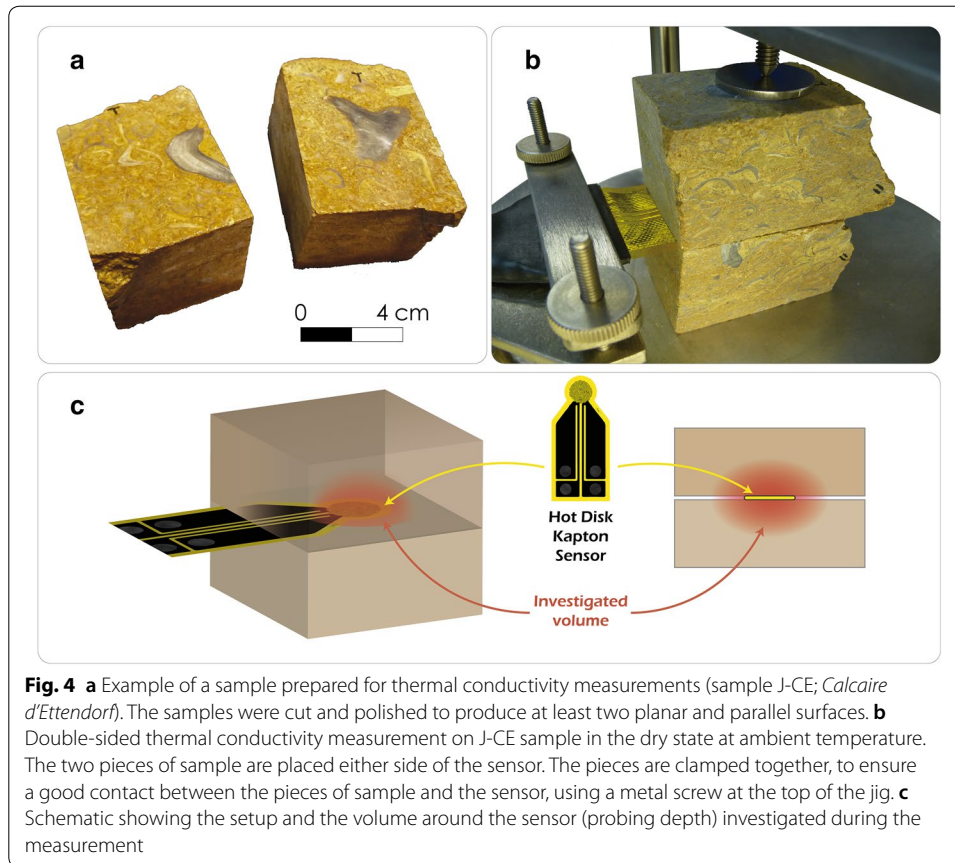 a
b
T
T
0 4 cm
c
Hot Disk
Kapton
Sensor
Investigated
volume
Fig. 4 a Example of a sample prepared for thermal conductivity measurements (sample J-CE; Calcaire
d'Ettendorf). The samples were cut and polished to produce at least two planar and parallel surfaces. b
Double-sided thermal conductivity measurement on J-CE sample in the dry state at ambient temperature.
The two pieces of sample are placed either side of the sensor. The pieces are clamped together, to ensure
a good contact between the pieces of sample and the sensor, using a metal screw at the top of the jig. c
Schematic showing the setup and the volume around the sensor (probing depth) investigated during the
measurement